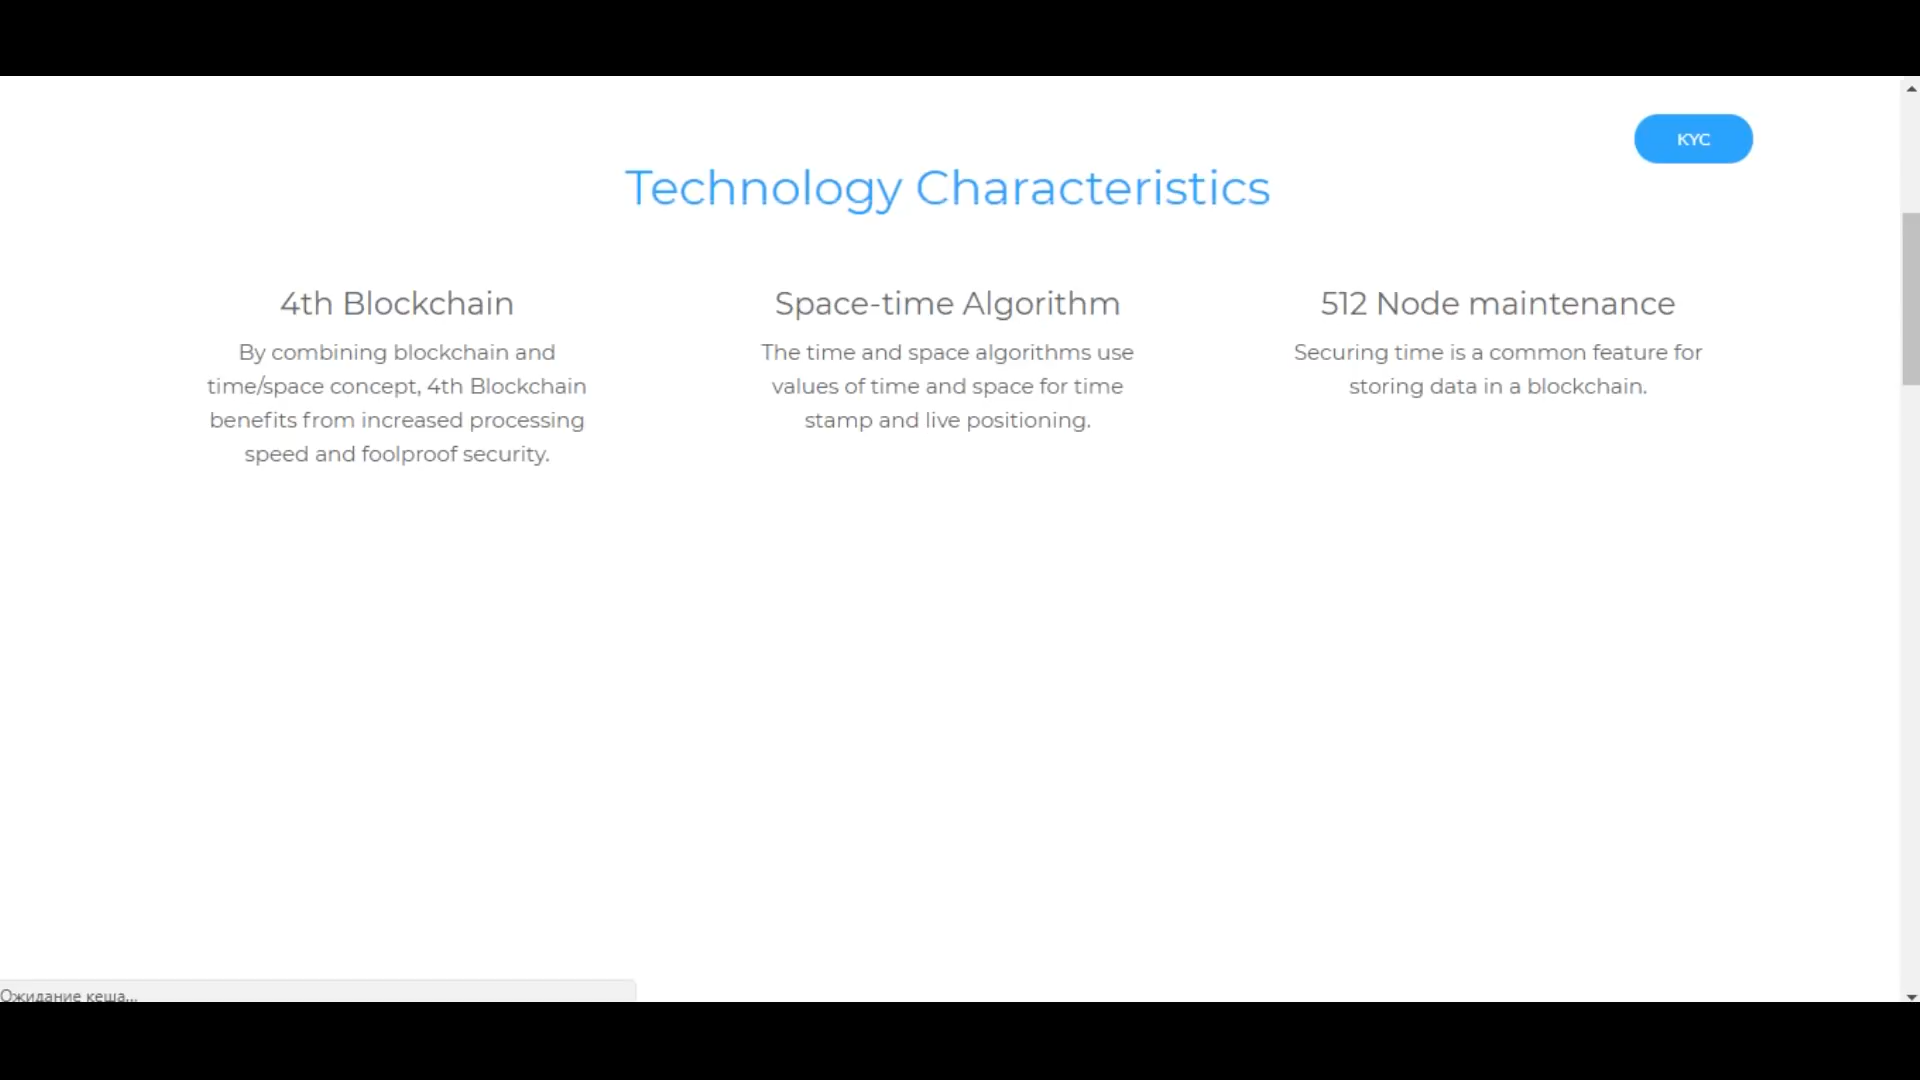 KYC
Technology Characteristics
4th Blockchain
By combining blockchain and
time/space concept, 4th Blockchain
benefits from increased processing
speed and foolproof security.
Space-time Algorithm
The time and space algorithms use
values of time and space for time
stamp and live positioning.
512 Node maintenance
Securing time is a common feature for
storing data in a blockchain.
Ожидание кеша...